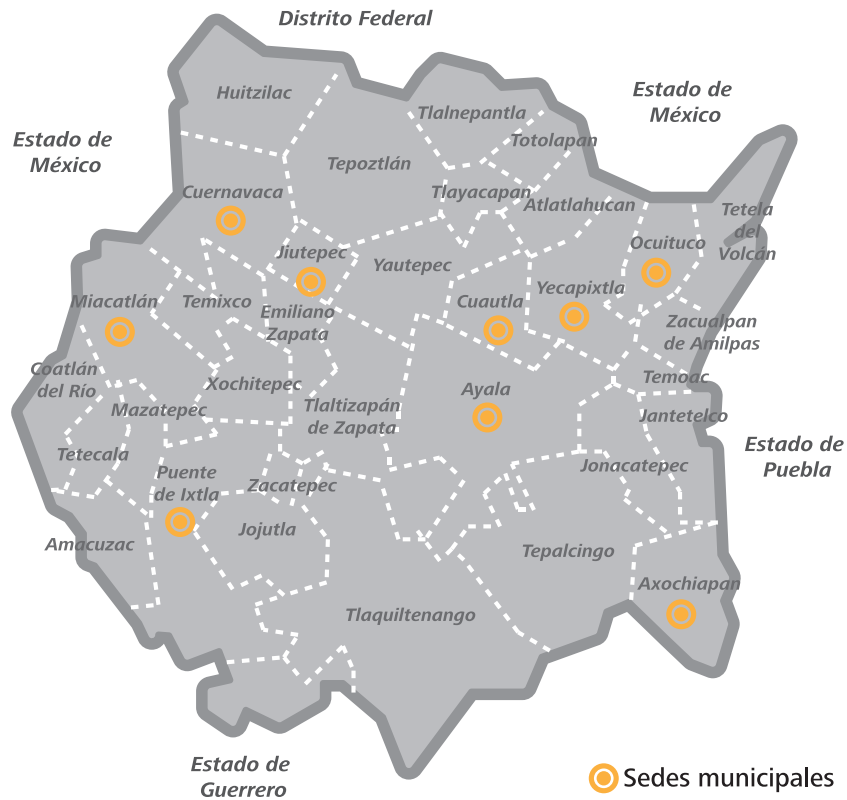 Distrito Federal
Estado de
México
Huitzilac
Tlalnepantla
Totolapan
Estado de
México
Tepoztlán
Cuernavaca
Tlayacapan
Atlatlahucan
Tetela
del
Volcán
Ocuituco
Jiutepec
Yautepec
Miacatlán
Temixco
Emiliano
Zapata
Cuautla
Yecapixtla
Zacualpan
de Amilpas
Coatlán
del Río
Xochitepec
Ayala
Temoac
Mazatepec
Tlaltizapán
de Zapata
Jantetelco
Tetecala
Puente
de Ixtla
Zacatepec
Jonacatepec
Estado de
Puebla
Amacuzac
Jojutla
Tepalcingo
Axochiapan
Tlaquiltenango
Estado de
Guerrero
Sedes municipales